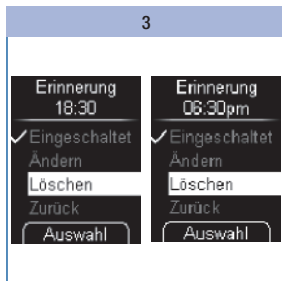 3
Erinnerung
18:30
Eingeschaltet
Ändern
Löschen
Zurück
Auswahl
Erinnerung
06:30pm
Eingeschaltet
Ändern
Löschen
Zurück
Auswahl